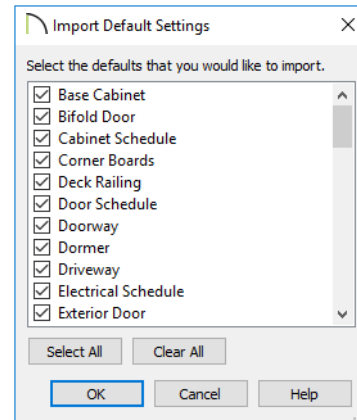 Import Default Settings
Select the defaults that you would like to import.
Base Cabinet
Bifold Door
Cabinet Schedule
Corner Boards
Deck Railing
Door Schedule
Doorway
Dormer
Driveway
Electrical Schedule
Exterior Door
Select All Clear All
OK Cancel Help